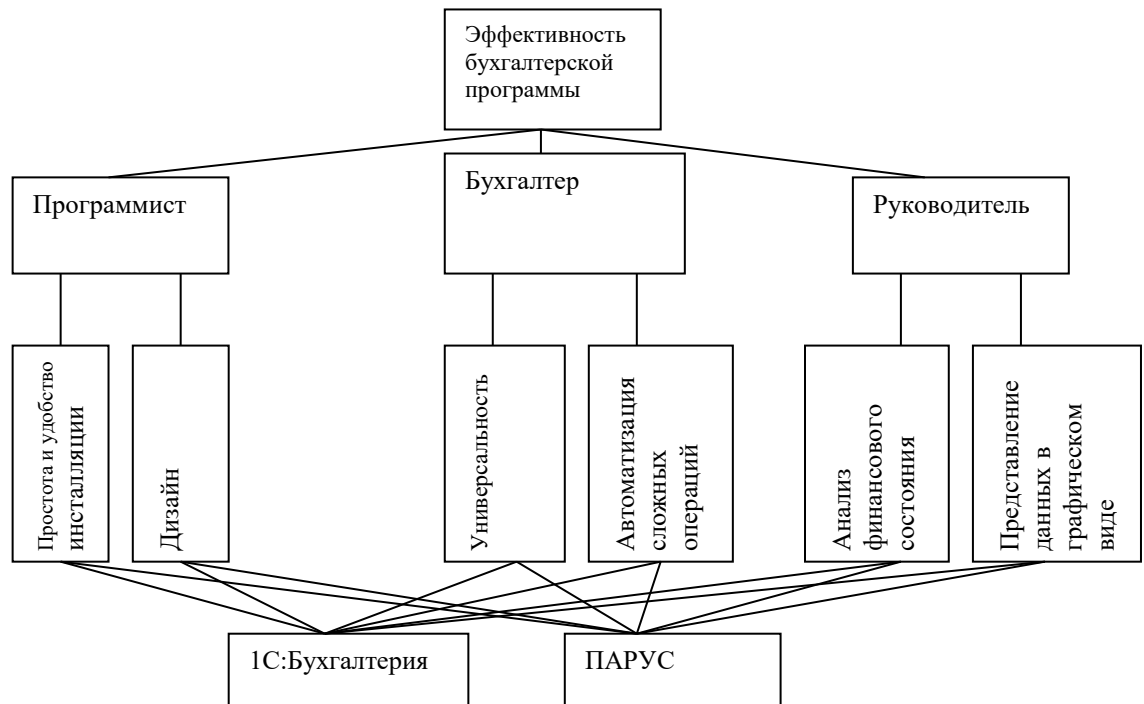 Эффективность
бухгалтерской
программы
Программист
Бухгалтер
Руководитель
Простота и удобство
инсталляции
Дизайн
Универсальность
Автоматизация
сложных
операций
Анализ
финансового
состояния
Представление
данных в
графическом
виде
1С:Бухгалтерия
ПАРУС